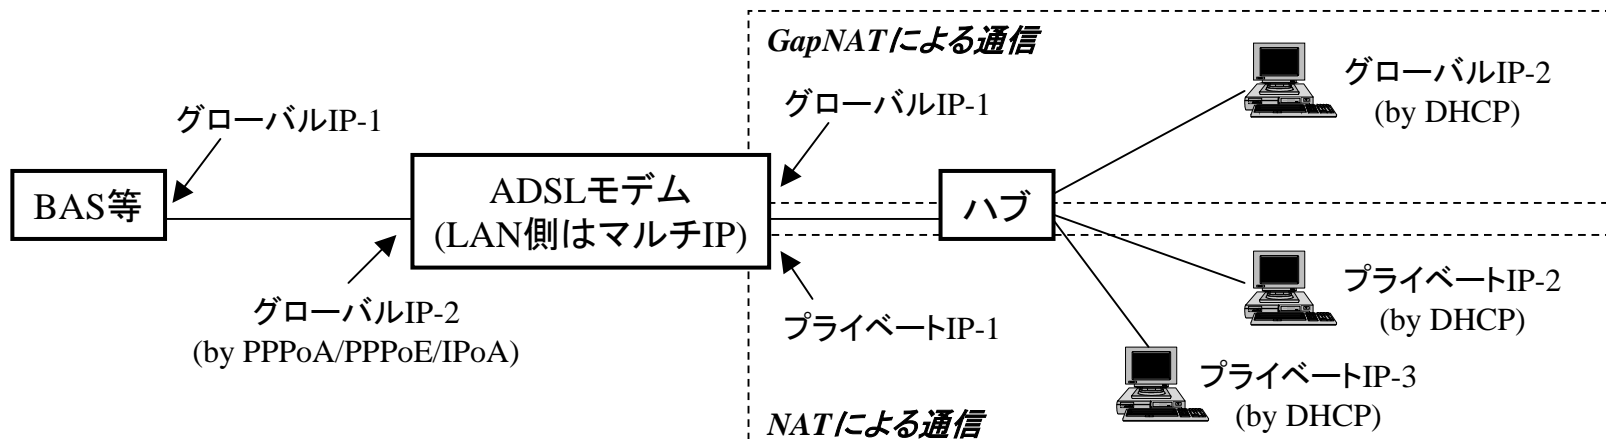 GapNATによる通信
グローバルIP-2
(by DHCP)
グローバルIP-1
グローバルIP-1
BAS等
ADSLモデム
(LAN側はマルチIP)
ハブ
グローバルIP-2
(by PPPoA/PPPoE/IPoA)
プライベートIP-1
プライベートIP-2
(by DHCP)
プライベートIP-3
(by DHCP)
NATによる通信